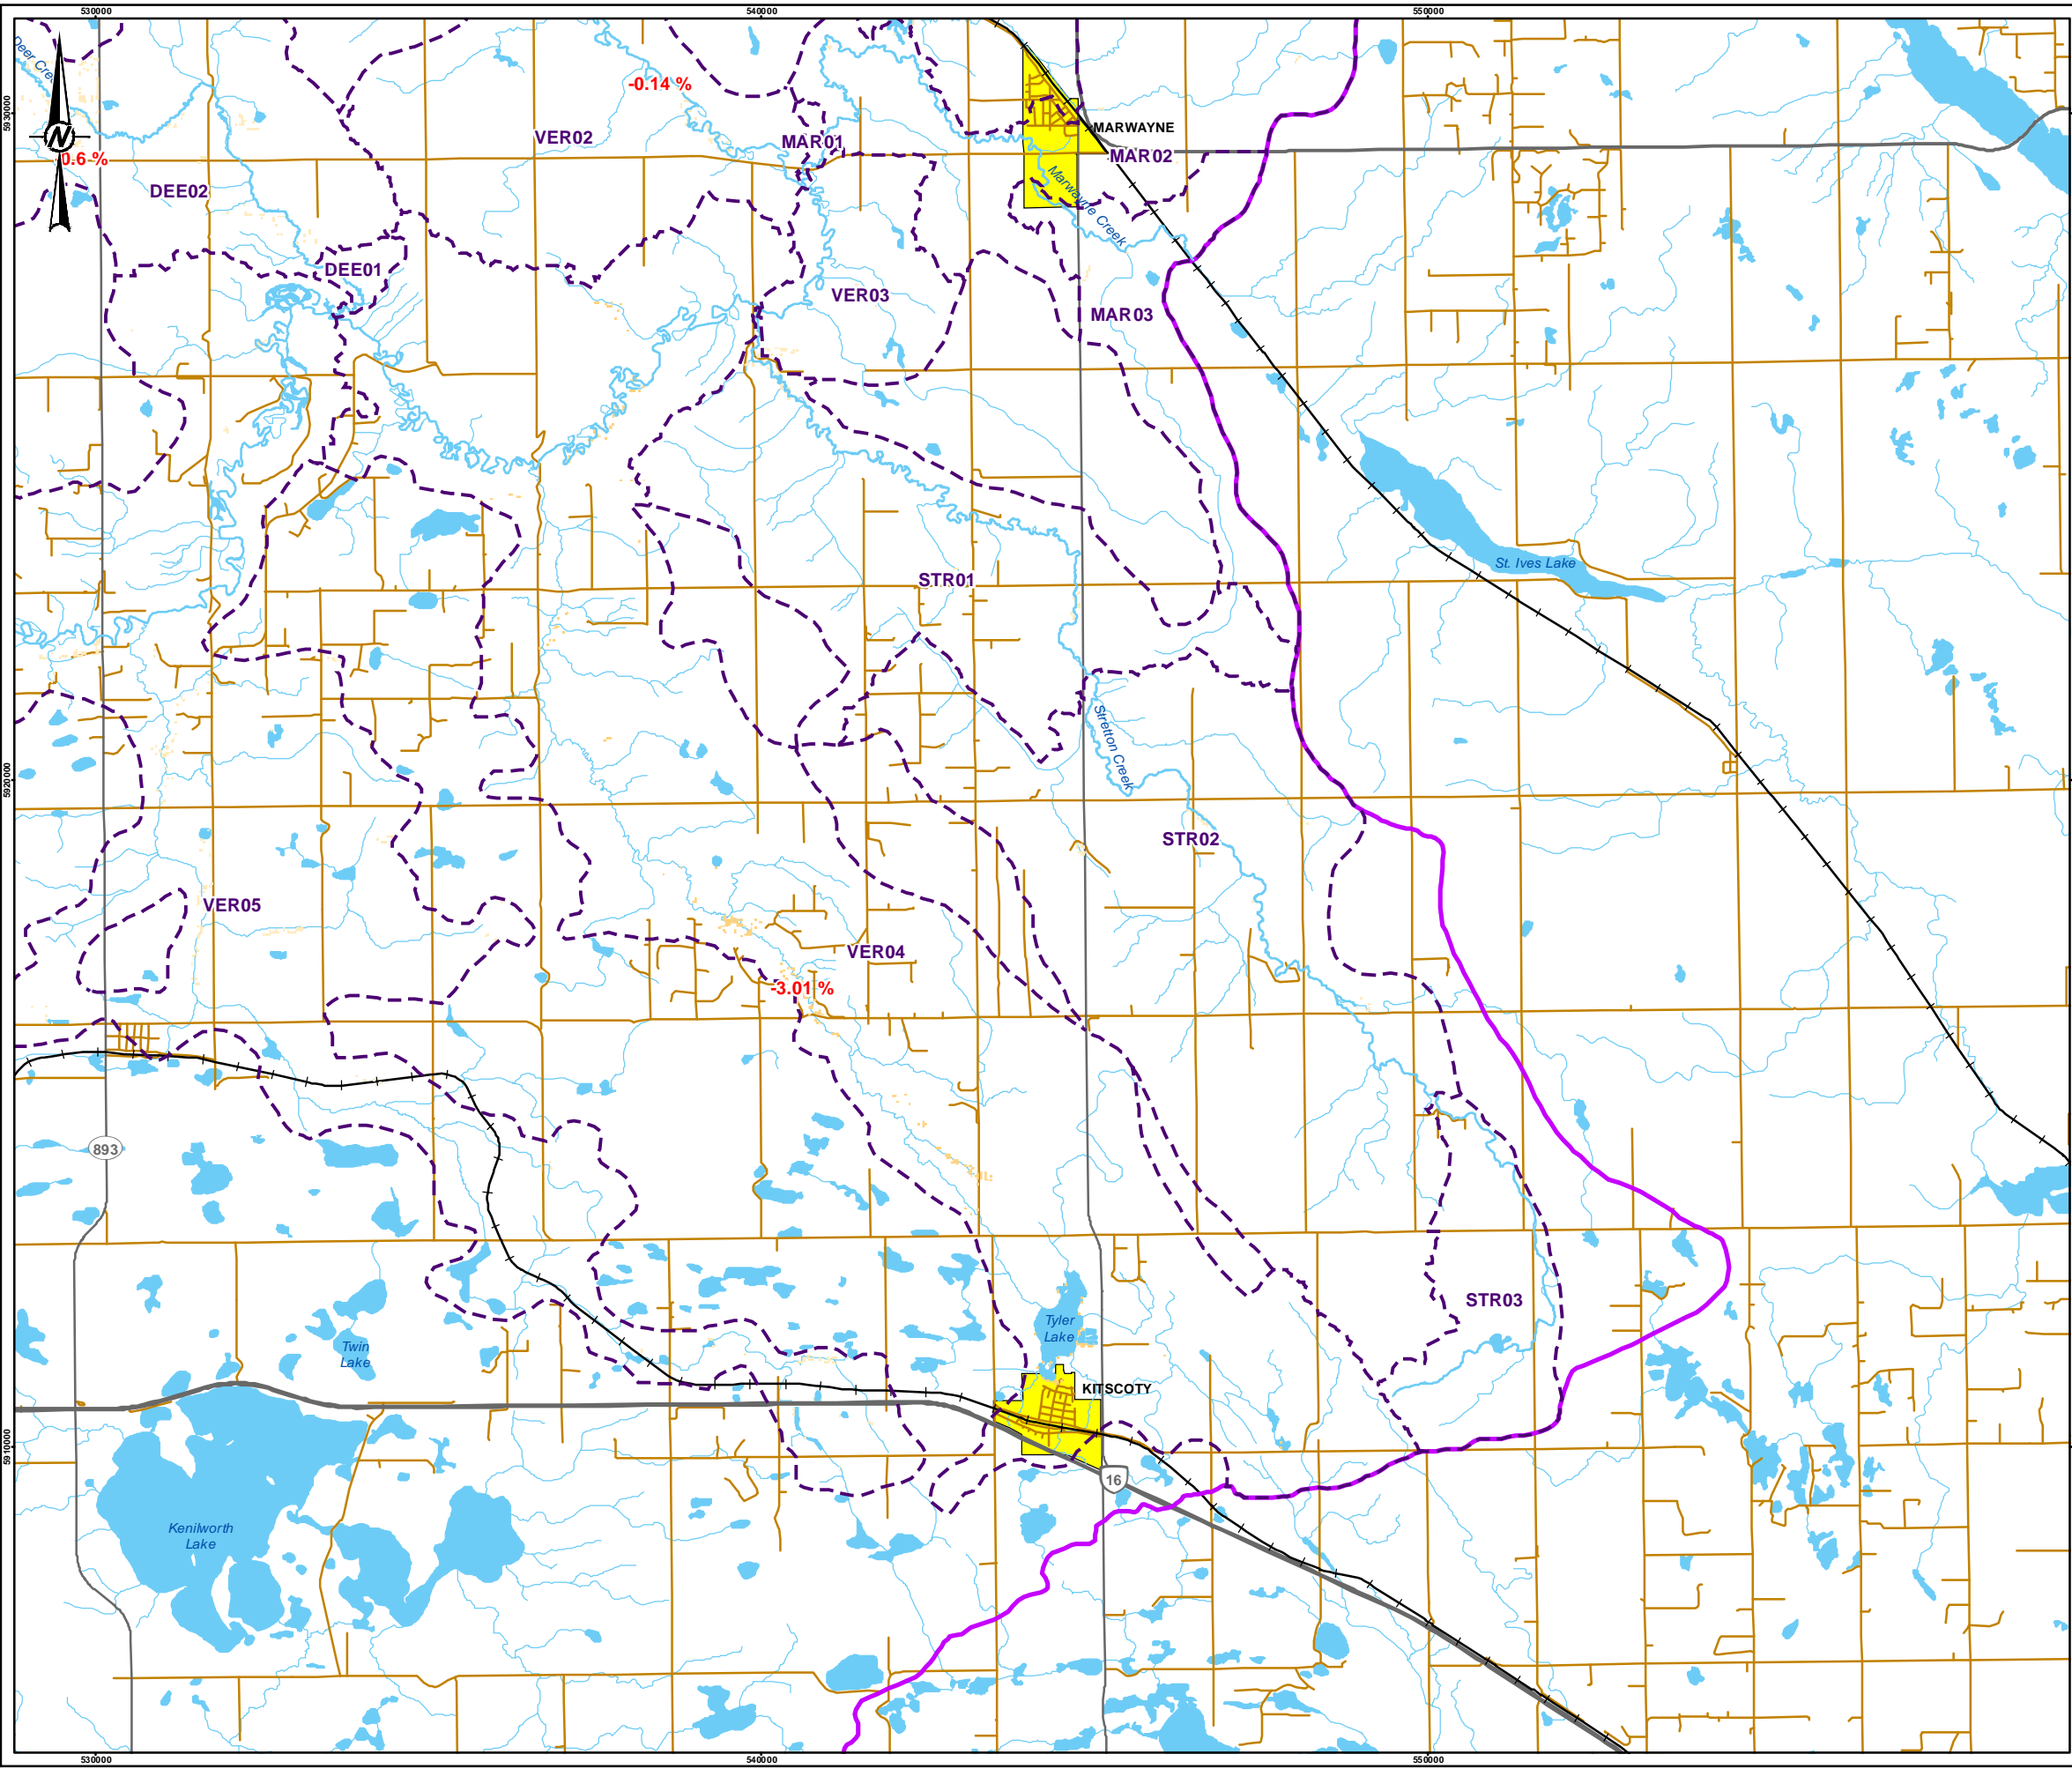 530000
540000
550000
Deer Cree
-0.14 %
5930000
N
MARWAYNE
VER02
MAR01
MAR02
0.6 %
DEE02
Marwayne Creek
DEE01
VER03
MAR03
St. Ives Lake
STR01
Stretton Creek
5920000
STR02
VER05
VER04
-3.01 %
893
STR03
Tyler
Lake
Twin
Lake
KITSCOTY
5910000
16
Kenilworth
Lake
530000
540000
550000